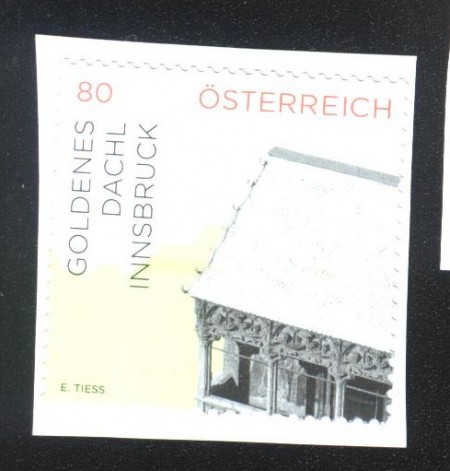 80 ÖSTERREICH
GOLDENES
DACHL
INNSBRUCK
E. TIESS